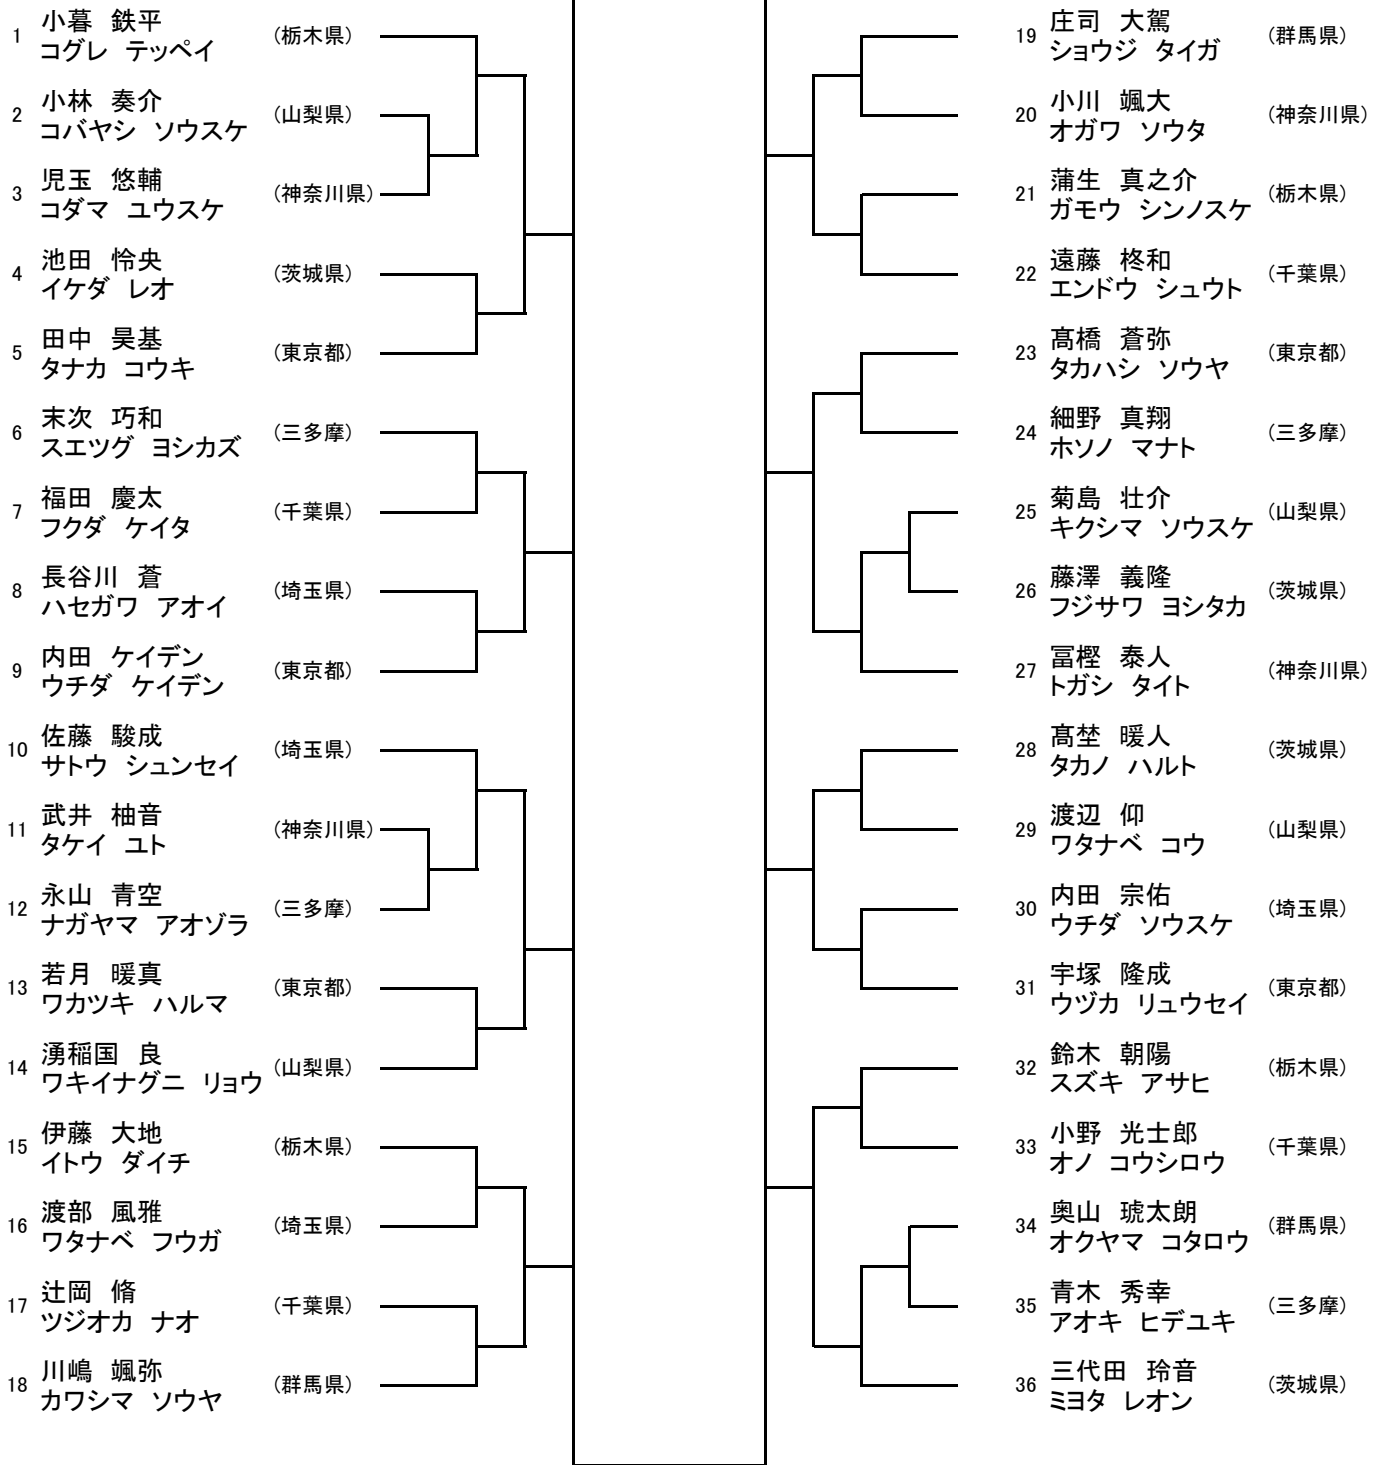 1 小暮 鉄平 (栃木県)
コグレ テッペイ
2 小林 奏介 (山梨県)
コバヤシ ソウスケ
3 児玉 悠輔 (神奈川県)
コダマ ユウスケ
4 池田 怜央 (茨城県)
イケダ レオ
5 田中 昊基 (東京都)
タナカ コウキ
6 末次 巧和 (三多摩)
スエツグ ヨシカズ
7 福田 慶太 (千葉県)
フクダ ケイタ
8 長谷川 蒼 (埼玉県)
ハセガワ アオイ
9 内田 ケイデン (東京都)
ウチダ ケイデン
10 佐藤 駿成 (埼玉県)
サトウ シュンセイ
11 武井 柚音 (神奈川県)
タケイ ユト
12 永山 青空 (三多摩)
ナガヤマ アオゾラ
13 若月 暖真 (東京都)
ワカツキ ハルマ
14 湧稲国 良 (山梨県)
ワキイナグニ リョウ
15 伊藤 大地 (栃木県)
イトウ ダイチ
16 渡部 風雅 (埼玉県)
ワタナベ フウガ
17 辻岡 脩 (千葉県)
ツジオカ ナオ
18 川嶋 颯弥 (群馬県)
カワシマ ソウヤ
19 庄司 大駕 (群馬県)
ショウジ タイガ
20 小川 颯大 (神奈川県)
オガワ ソウタ
21 蒲生 真之介 (栃木県)
ガモウ シンノスケ
22 遠藤 柊和 (千葉県)
エンドウ シュウト
23 髙橋 蒼弥 (東京都)
タカハシ ソウヤ
24 細野 真翔 (三多摩)
ホソノ マナト
25 菊島 壮介 (山梨県)
キクシマ ソウスケ
26 藤澤 義隆 (茨城県)
フジサワ ヨシタカ
27 冨樫 泰人 (神奈川県)
トガシ タイト
28 髙埜 暖人 (茨城県)
タカノ ハルト
29 渡辺 仰 (山梨県)
ワタナベ コウ
30 内田 宗佑 (埼玉県)
ウチダ ソウスケ
31 宇塚 隆成 (東京都)
ウヅカ リュウセイ
32 鈴木 朝陽 (栃木県)
スズキ アサヒ
33 小野 光士郎 (千葉県)
オノ コウシロウ
34 奥山 琥太朗 (群馬県)
オクヤマ コタロウ
35 青木 秀幸 (三多摩)
アオキ ヒデユキ
36 三代田 玲音 (茨城県)
ミヨタ レオン